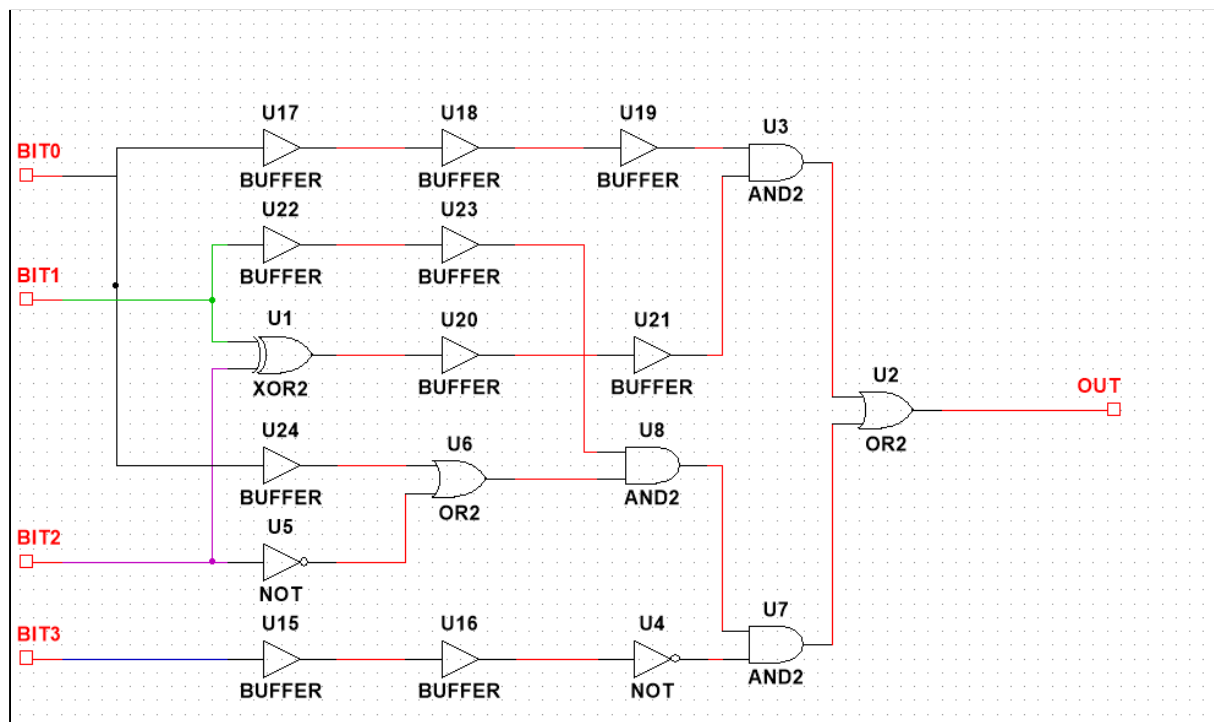 U17
U18
U19
U3
BIT0
BUFFER
BUFFER
BUFFER
AND2
U22
U23
BUFFER
BUFFER
BIT1
U1
U20
U21
XOR2
BUFFER
BUFFER
U2
OUT
OR2
U24
U6
U8
BUFFER
OR2
AND2
BIT2
U5
NOT
BIT3
U15
U16
U4
U7
BUFFER
BUFFER
NOT
AND2